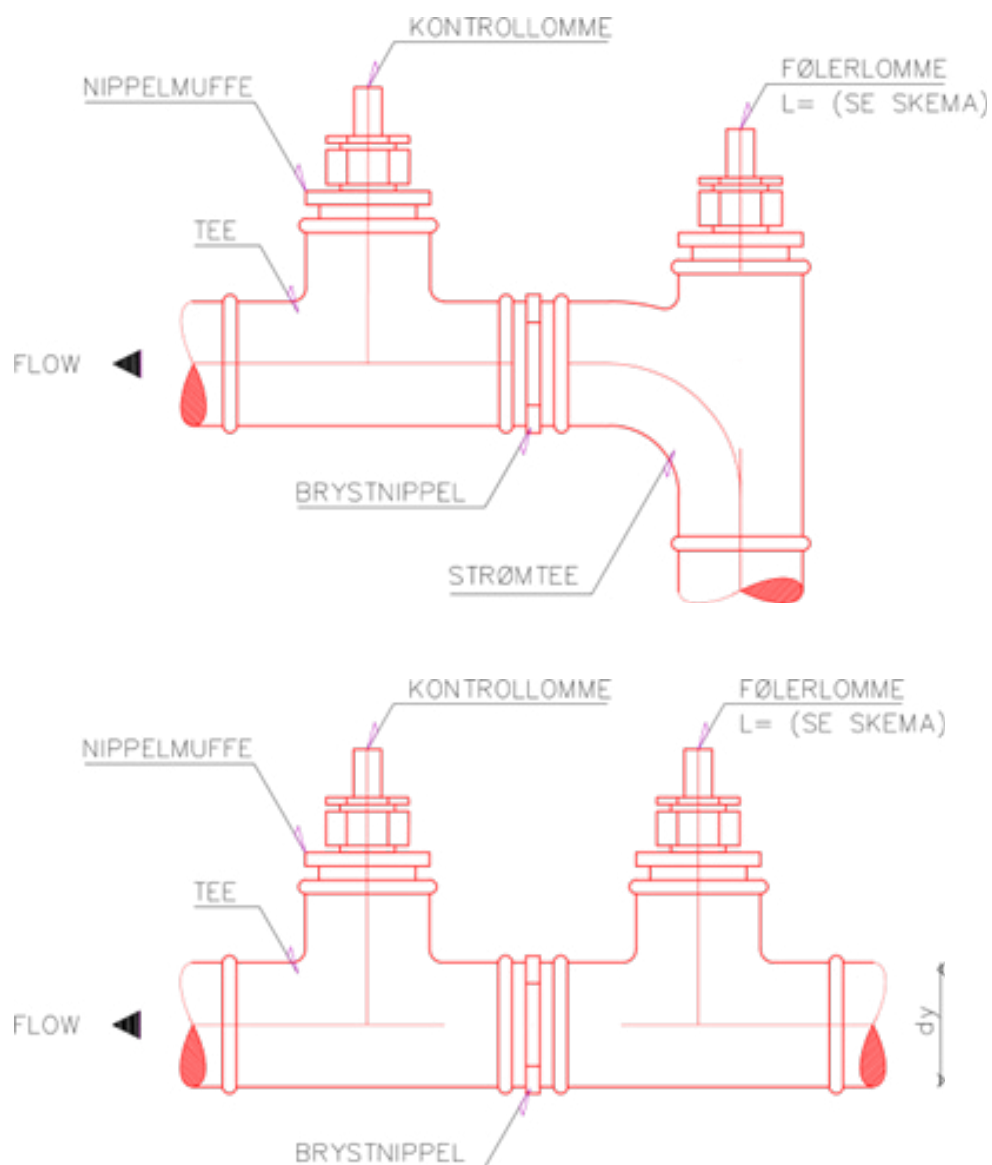 KONTROLLOMME
NIPPELMUFFE
FØLERLOMME
L= (SE SKEMA)
TEE
FLOW
BRYSTNIPPEL
STRØMTEE
KONTROLLOMME
FØLERLOMME
L= (SE SKEMA)
NIPPELMUFFE
TEE
FLOW
dy
BRYSTNIPPEL